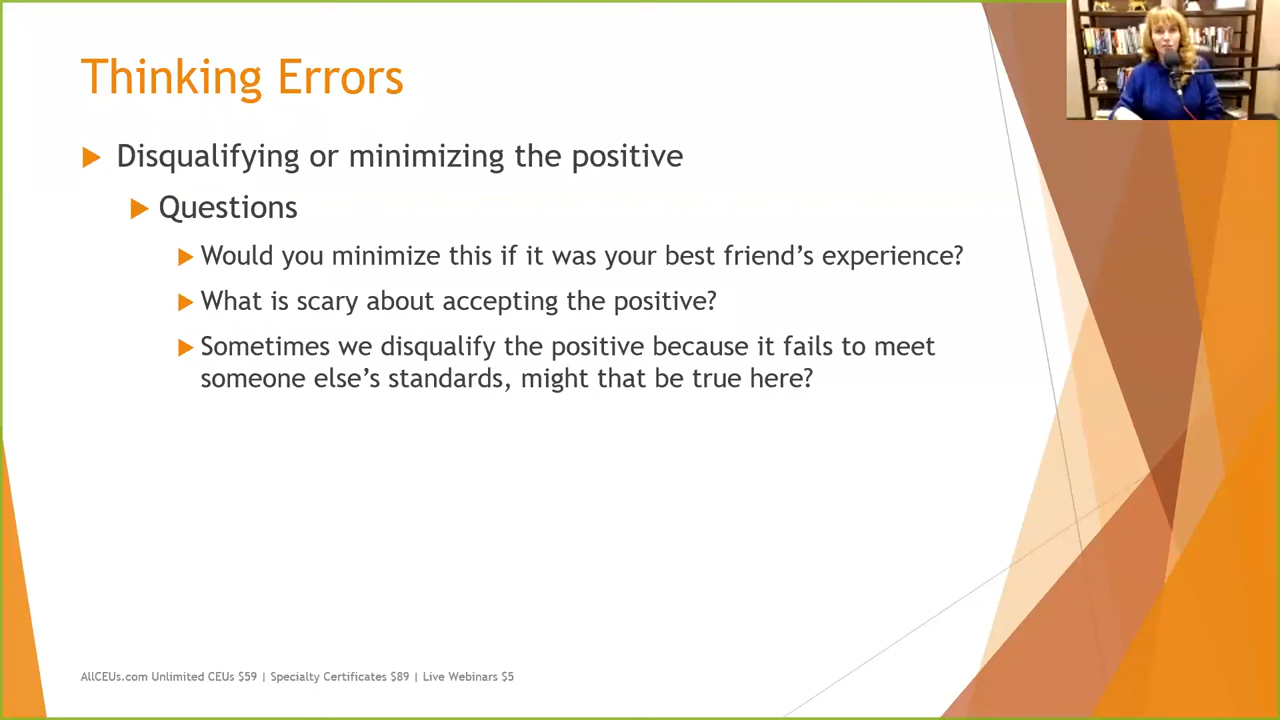 Thinking Errors
Disqualifying or minimizing the positive
Questions
Would you minimize this if it was your best friend’s experience?
What is scary about accepting the positive?
Sometimes we disqualify the positive because it fails to meet
someone else’s standards, might that be true here?
AllCEUs.com Unlimited CEUs $59 | Specialty Certificates $89 | Live Webinars $5